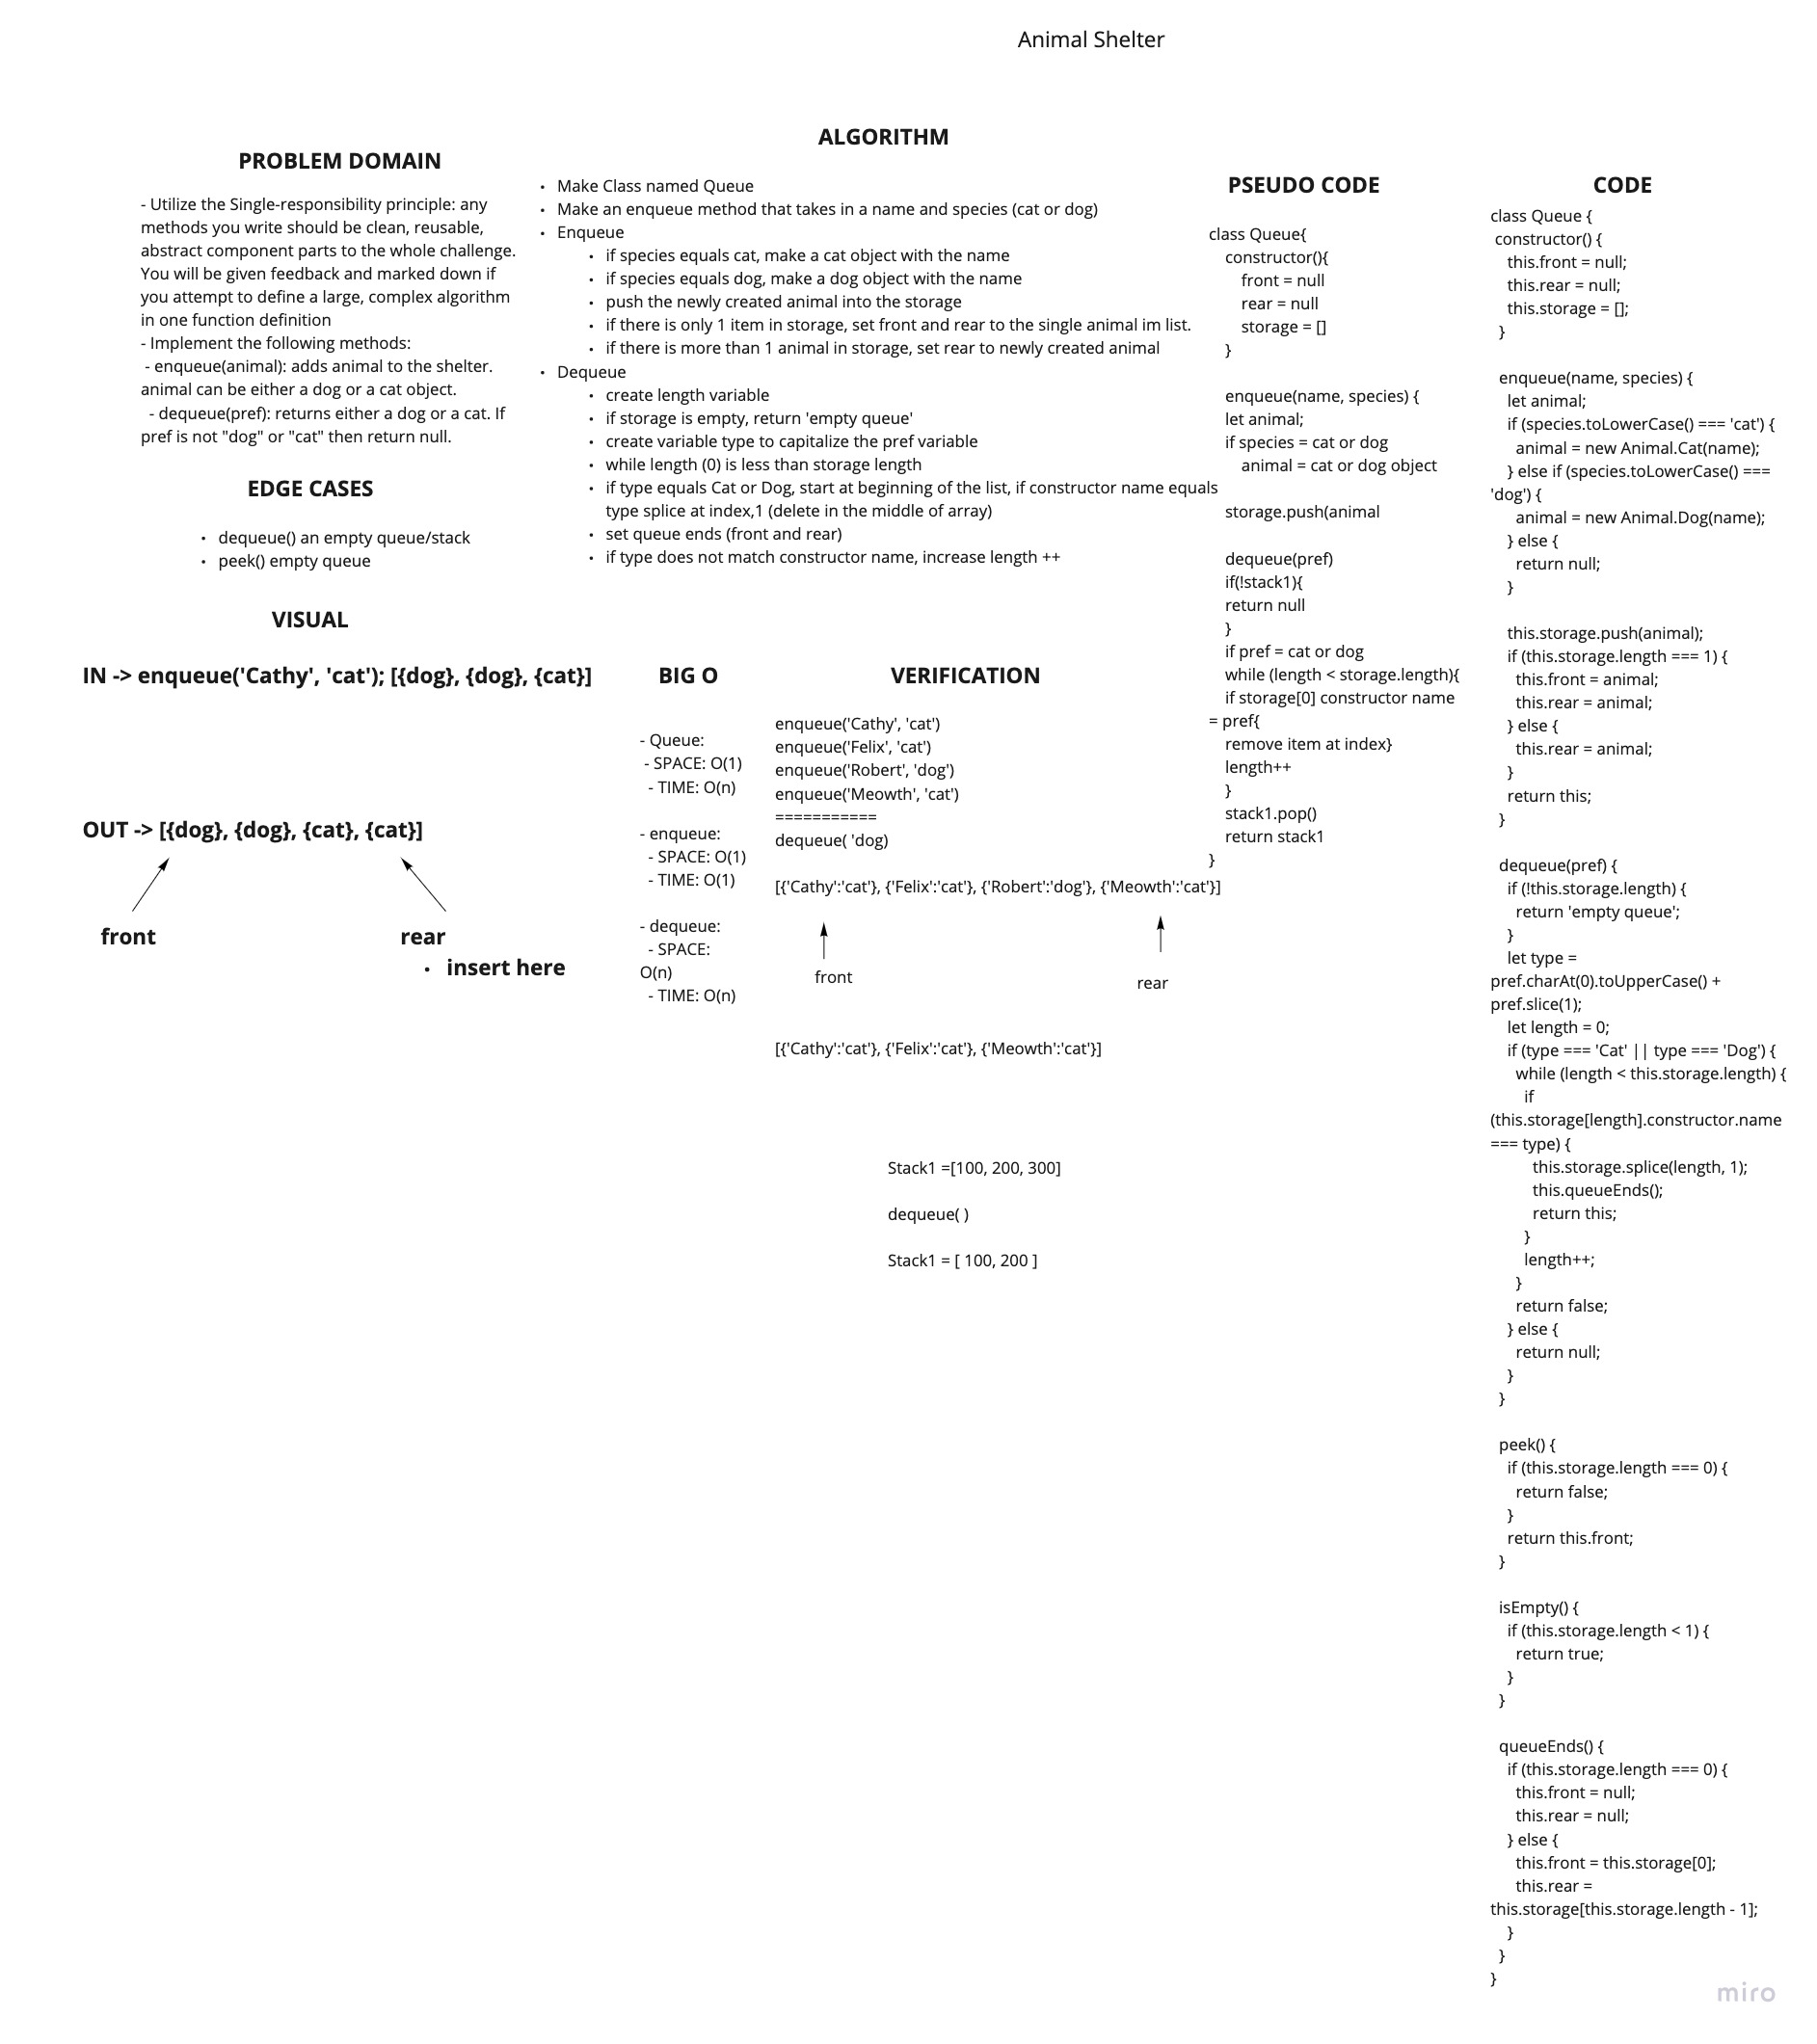 Animal Shelter
PROBLEM DOMAIN
- Utilize the Single-responsibility principle: any
methods you write should be clean, reusable,
abstract component parts to the whole challenge.
You will be given feedback and marked down if
you attempt to define a large, complex algorithm
in one function definition
- Implement the following methods:
- enqueue(animal): adds animal to the shelter.
animal can be either a dog or a cat object.
- dequeue(pref): returns either a dog or a cat. If
pref is not "dog" or "cat" then return null.
EDGE CASES
• dequeue() an empty queue/stack
• peek() empty queue
VISUAL
IN -> enqueue('Cathy', 'cat'); [{dog}, {dog}, {cat}]
OUT -> [{dog}, {dog}, {cat}, {cat}]
front
rear
• insert here
ALGORITHM
• Make Class named Queue
• Make an enqueue method that takes in a name and species (cat or dog)
• Enqueue
• if species equals cat, make a cat object with the name
• if species equals dog, make a dog object with the name
• push the newly created animal into the storage
• if there is only 1 item in storage, set front and rear to the single animal im list.
• if there is more than 1 animal in storage, set rear to newly created animal
• Dequeue
• create length variable
• if storage is empty, return 'empty queue'
• create variable type to capitalize the pref variable
• while length (0) is less than storage length
• if type equals Cat or Dog, start at beginning of the list, if constructor name equals
type splice at index,1 (delete in the middle of array)
• set queue ends (front and rear)
• if type does not match constructor name, increase length ++
BIG O
- Queue:
- SPACE: O(1)
- TIME: O(n)
- enqueue:
- SPACE: O(1)
- TIME: O(1)
- dequeue:
- SPACE:
O(n)
- TIME: O(n)
VERIFICATION
enqueue('Cathy', 'cat')
enqueue('Felix', 'cat')
enqueue('Robert', 'dog')
enqueue('Meowth', 'cat')
===========
dequeue( 'dog)
[{'Cathy':'cat'}, {'Felix':'cat'}, {'Robert':'dog'}, {'Meowth':'cat'}]
front
rear
[{'Cathy':'cat'}, {'Felix':'cat'}, {'Meowth':'cat'}]
Stack1 =[100, 200, 300]
dequeue( )
Stack1 = [ 100, 200 ]
PSEUDO CODE
class Queue{
constructor(){
front = null
rear = null
storage = []
}
enqueue(name, species) {
let animal;
if species = cat or dog
animal = cat or dog object
storage.push(animal
dequeue(pref)
if(!stack1){
return null
}
if pref = cat or dog
while (length < storage.length){
if storage[0] constructor name
= pref{
remove item at index}
length++
}
stack1.pop()
return stack1
}
CODE
class Queue {
constructor() {
this.front = null;
this.rear = null;
this.storage = [];
}
enqueue(name, species) {
let animal;
if (species.toLowerCase() === 'cat') {
animal = new Animal.Cat(name);
} else if (species.toLowerCase() ===
'dog') {
animal = new Animal.Dog(name);
} else {
return null;
}
this.storage.push(animal);
if (this.storage.length === 1) {
this.front = animal;
this.rear = animal;
} else {
this.rear = animal;
}
return this;
}
dequeue(pref) {
if (!this.storage.length) {
return 'empty queue';
}
let type =
pref.charAt(0).toUpperCase() +
pref.slice(1);
let length = 0;
if (type === 'Cat' || type === 'Dog') {
while (length < this.storage.length) {
if
(this.storage[length].constructor.name
=== type) {
this.storage.splice(length, 1);
this.queueEnds();
return this;
}
length++;
}
return false;
} else {
return null;
}
}
peek() {
if (this.storage.length === 0) {
return false;
}
return this.front;
}
isEmpty() {
if (this.storage.length < 1) {
return true;
}
}
queueEnds() {
if (this.storage.length === 0) {
this.front = null;
this.rear = null;
} else {
this.front = this.storage[0];
this.rear =
this.storage[this.storage.length - 1];
}
}
}
miro